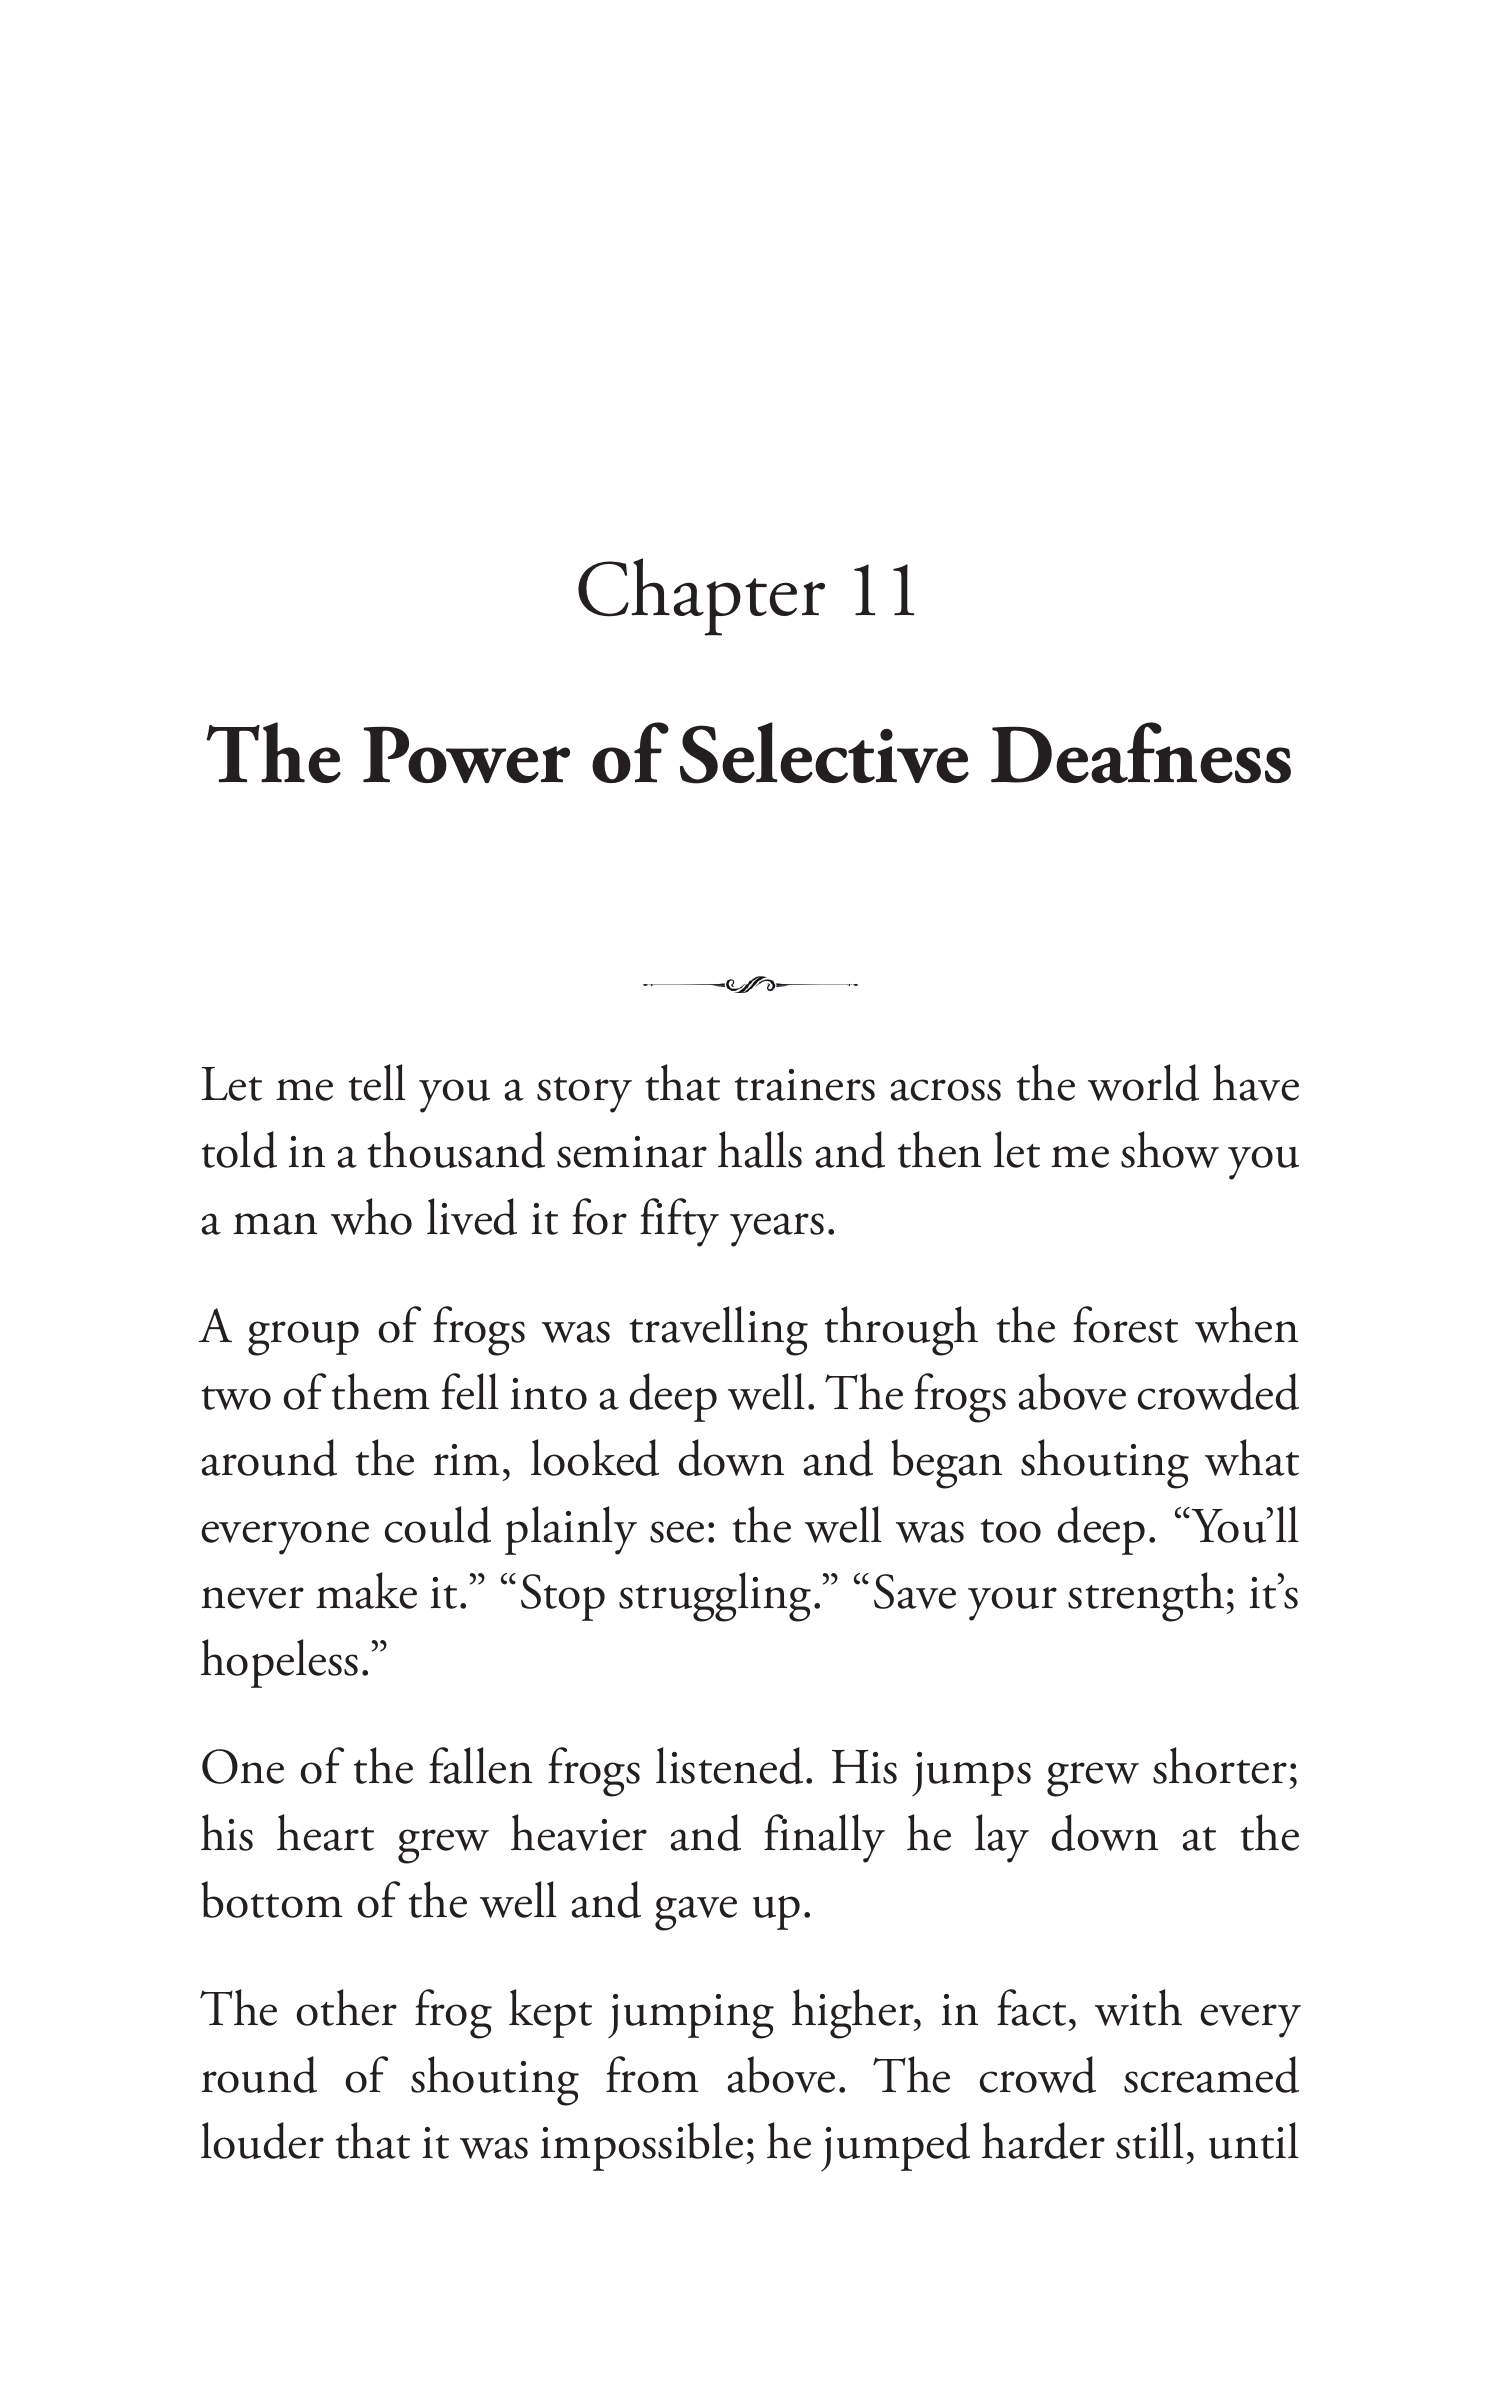 Chapter 11
The Power of Selective Deafness
Let me tell you a story that trainers across the world have
told in a thousand seminar halls and then let me show you
a man who lived it for fifty years.
A group of frogs was travelling through the forest when
two of them fell into a deep well. The frogs above crowded
around the rim, looked down and began shouting what
everyone could plainly see: the well was too deep. “You’ll
never make it.” “Stop struggling.” “Save your strength; it’s
hopeless.”
One of the fallen frogs listened. His jumps grew shorter;
his heart grew heavier and finally he lay down at the
bottom of the well and gave up.
The other frog kept jumping higher, in fact, with every
round of shouting from above. The crowd screamed
louder that it was impossible; he jumped harder still, until